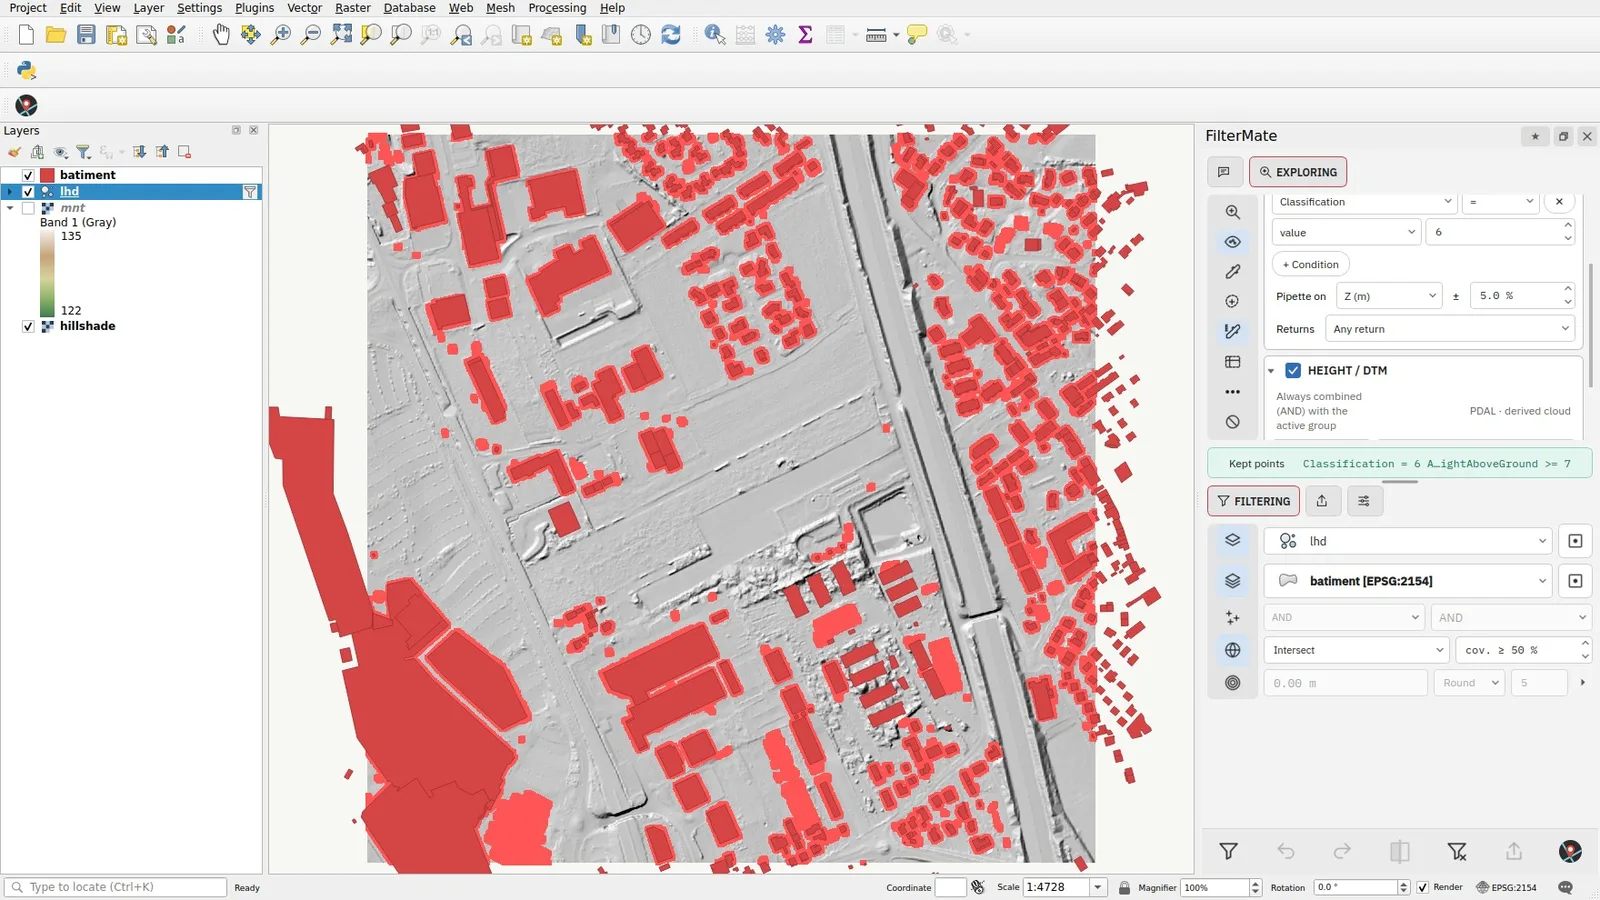 Project Edit View Layer Settings Plugins Vector Raster Database Web Mesh Processing Help
Layers
batiment
lhd
mnt
Band 1 (Gray)
135
122
hillshade
FilterMate
EXPLORING
Classification =
value 6
+ Condition
Pipette on Z (m) ± 5.0 %
Returns Any return
HEIGHT / DTM
Always combined
(AND) with the
active group
PDAL · derived cloud
Kept points Classification = 6 A…ightAboveGround >= 7
FILTERING
lhd
batiment [EPSG:2154]
AND AND
Intersect cov. ≥ 50 %
0.00 m Round 5
Type to locate (Ctrl+K) Ready Coordinate Scale 1:4728 Magnifier 100% Rotation 0.0 ° Render EPSG:2154